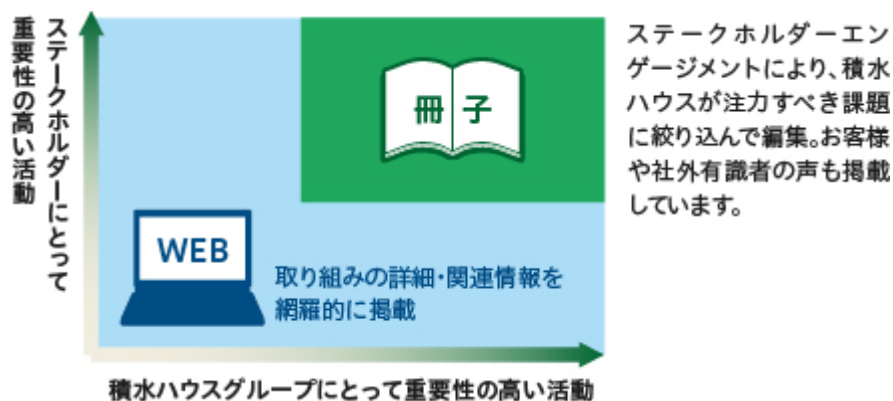 ステークホルダーにとって
重要性の高い活動
冊子
WEB
取り組みの詳細・関連情報を
網羅的に掲載
積水ハウスグループにとって重要性の高い活動
ステークホルダーエン
ゲージメントにより、積水
ハウスが注力すべき課題
に絞り込んで編集。お客様
や社外有識者の声も掲載
しています。